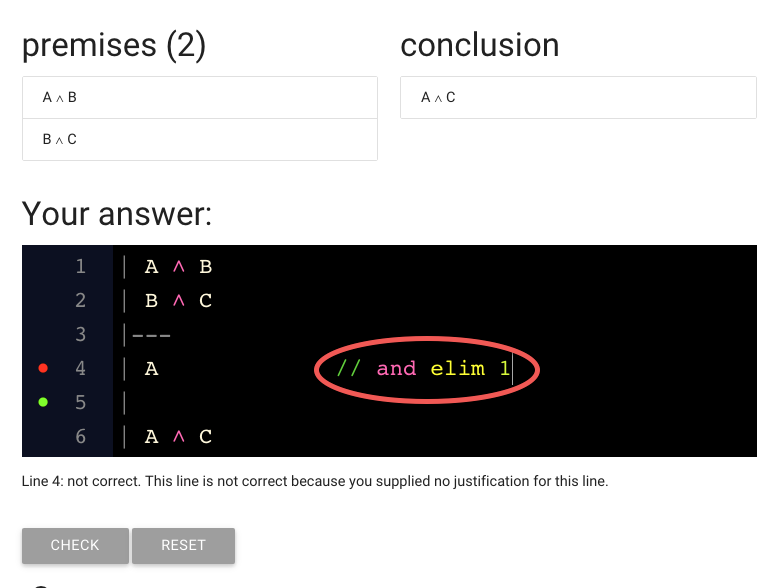 premises (2)
A ∧ B
B ∧ C
conclusion
A ∧ C
Your answer:
1 | A ∧ B
2 | B ∧ C
3 |---
4 | A // and elim 1
5 |
6 | A ∧ C
Line 4: not correct. This line is not correct because you supplied no justification for this line.
CHECK
RESET